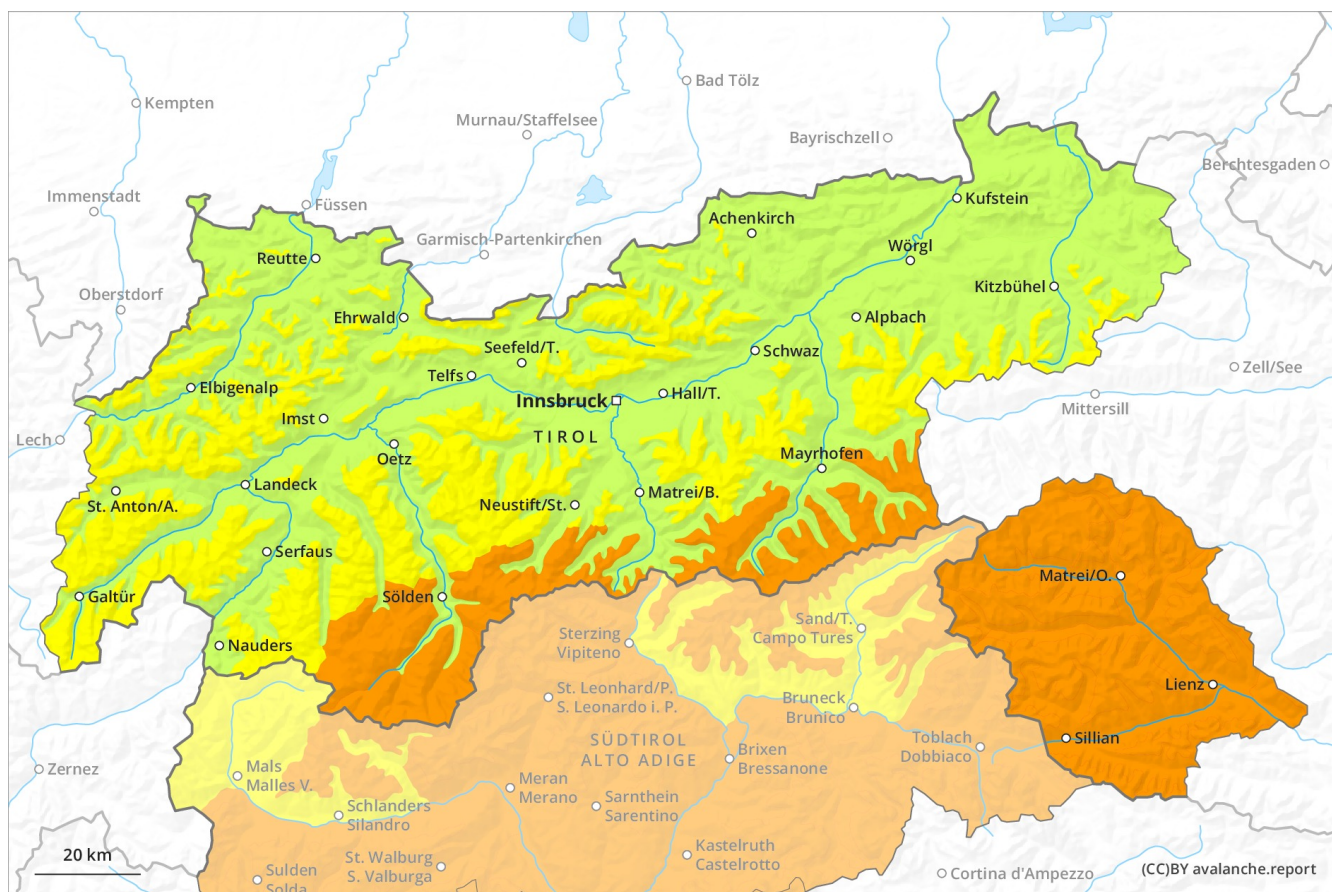 Kempten
Bad Tölz
Murnau/Staffelsee
Bayrischzell
Berchtesgaden
Immenstadt
Füssen
Kufstein
Achenkirch
Garmisch-Partenkirchen
Wörgl
Reutte
Oberstdorf
Kitzbühel
Ehrwald
Alpbach
Seefeld/T.
Schwaz
Zell/See
Telfs
Elbigenalp
Hall/T.
Innsbruck
Mittersill
Imst
TIROL
Lech
Oetz
Mayrhofen
Landeck
Matrei/B.
St. Anton/A.
Neustift/St.
Serfaus
Matrei/O.
Galtür
Sölden
Sand/T.
Campo Tures
Sterzing
Vipiteno
Nauders
Lienz
St. Leonhard/P.
S. Leonardo i. P.
Bruneck
Brunico
Sillian
SÜDTIROL
ALTO ADIGE
Toblach
Dobbiaco
Brixen
Bressanone
Zernez
Mals
Malles V.
Meran
Merano
Sarnthein
Sarentino
Schlanders
Silandro
Kastelruth
Castelrotto
20 km
St. Walburg
S. Valburga
Sulden
Solda
Cortina d'Ampezzo
(CC)BY avalanche.report